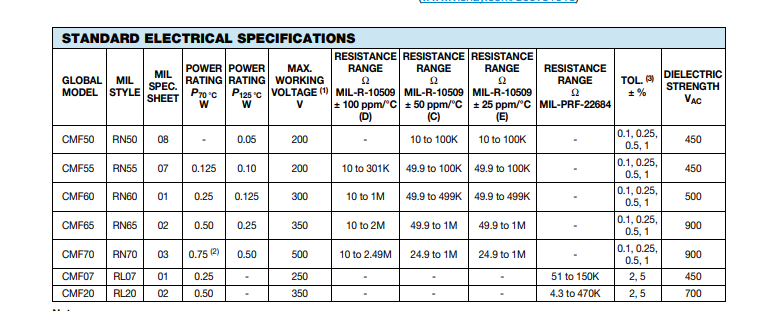 STANDARD ELECTRICAL SPECIFICATIONS
GLOBAL MODEL | MIL STYLE | MIL SPEC. SHEET | POWER RATING P70 °C W | POWER RATING P125 °C W | MAX. WORKING VOLTAGE (1) V | RESISTANCE RANGE Ω MIL-R-10509 ± 100 ppm/°C (D) | RESISTANCE RANGE Ω MIL-R-10509 ± 50 ppm/°C (C) | RESISTANCE RANGE Ω MIL-R-10509 ± 25 ppm/°C (E) | RESISTANCE RANGE Ω MIL-PRF-22684 | TOL. (3) ± % | DIELECTRIC STRENGTH VAC
CMF50 | RN50 | 08 | - | 0.05 | 200 | - | 10 to 100K | 10 to 100K | - | 0.1, 0.25, 0.5, 1 | 450
CMF55 | RN55 | 07 | 0.125 | 0.10 | 200 | 10 to 301K | 49.9 to 100K | 49.9 to 100K | - | 0.1, 0.25, 0.5, 1 | 450
CMF60 | RN60 | 01 | 0.25 | 0.125 | 300 | 10 to 1M | 49.9 to 499K | 49.9 to 499K | - | 0.1, 0.25, 0.5, 1 | 500
CMF65 | RN65 | 02 | 0.50 | 0.25 | 350 | 10 to 2M | 49.9 to 1M | 49.9 to 1M | - | 0.1, 0.25, 0.5, 1 | 900
CMF70 | RN70 | 03 | 0.75 (2) | 0.50 | 500 | 10 to 2.49M | 24.9 to 1M | 24.9 to 1M | - | 0.1, 0.25, 0.5, 1 | 900
CMF07 | RL07 | 01 | 0.25 | - | 250 | - | - | - | 51 to 150K | 2, 5 | 450
CMF20 | RL20 | 02 | 0.50 | - | 350 | - | - | - | 4.3 to 470K | 2, 5 | 700